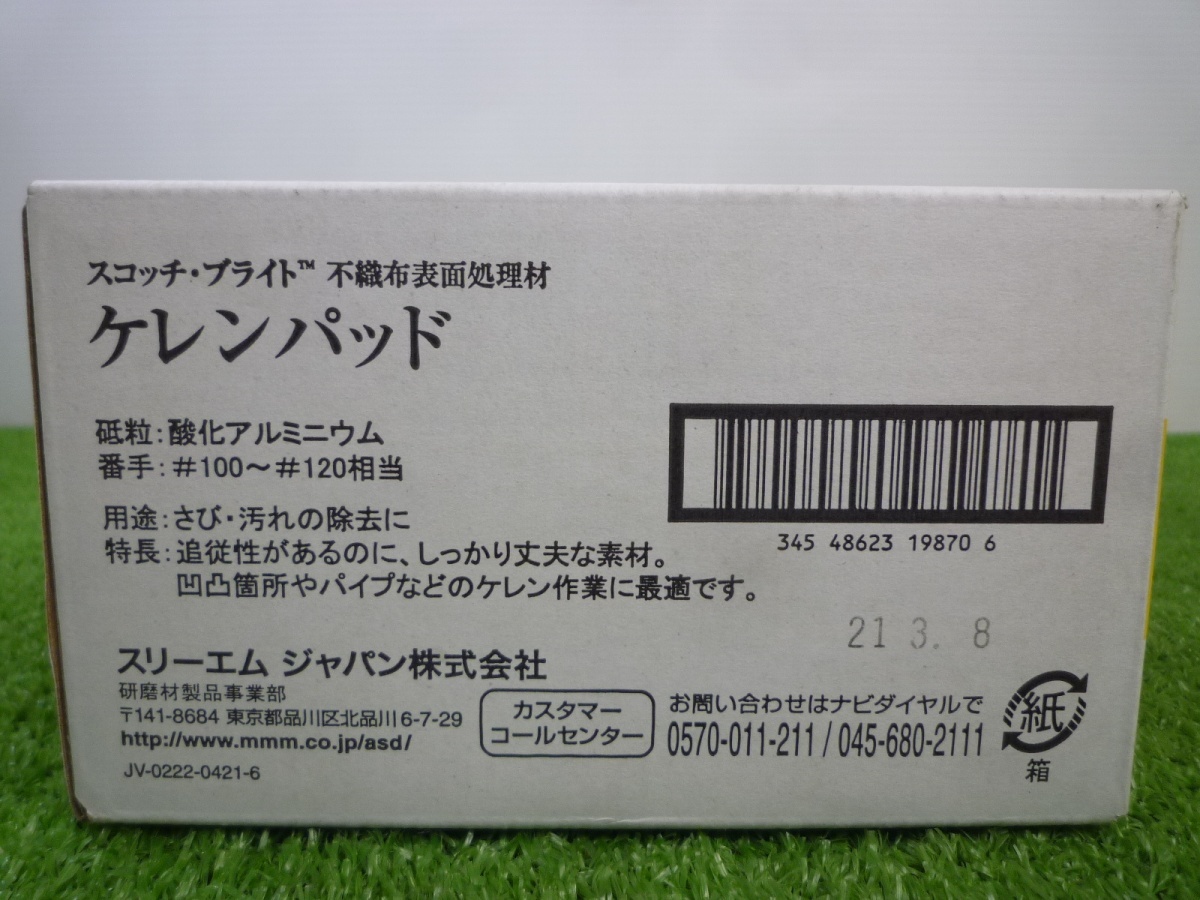 スコッチ・ブライト™ 不織布表面処理材
ケレンパッド
砥粒：酸化アルミニウム
番手：＃100～＃120相当
用途：さび・汚れの除去に
特長：追従性があるのに、しっかり丈夫な素材。
凹凸箇所やパイプなどのケレン作業に最適です。
345 48623 19870 6
21 3. 8
スリーエム ジャパン株式会社
研磨材製品事業部
〒141-8684 東京都品川区北品川6-7-29
http://www.mmm.co.jp/asd/
JV-0222-0421-6
カスタマー
コールセンター
お問い合わせはナビダイヤルで
0570-011-211 / 045-680-2111
紙
箱